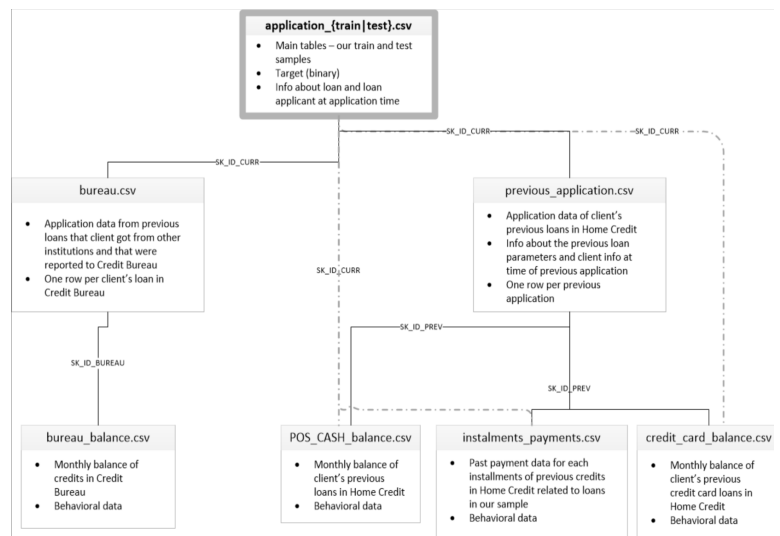 application_{train|test}.csv
• Main tables – our train and test
samples
• Target (binary)
• Info about loan and loan
applicant at application time
SK_ID_CURR
SK_ID_CURR
SK_ID_CURR
bureau.csv
• Application data from previous
loans that client got from other
institutions and that were
reported to Credit Bureau
• One row per client's loan in
Credit Bureau
previous_application.csv
• Application data of client's
previous loans in Home Credit
• Info about the previous loan
parameters and client info at
time of previous application
• One row per previous
application
SK_ID_CURR
SK_ID_PREV
SK_ID_BUREAU
SK_ID_PREV
bureau_balance.csv
• Monthly balance of
credits in Credit
Bureau
• Behavioral data
POS_CASH_balance.csv
• Monthly balance of
client's previous
loans in Home Credit
• Behavioral data
instalments_payments.csv
• Past payment data for each
installments of previous credits
in Home Credit related to loans
in our sample
• Behavioral data
credit_card_balance.csv
• Monthly balance of
client's previous
credit card loans in
Home Credit
• Behavioral data